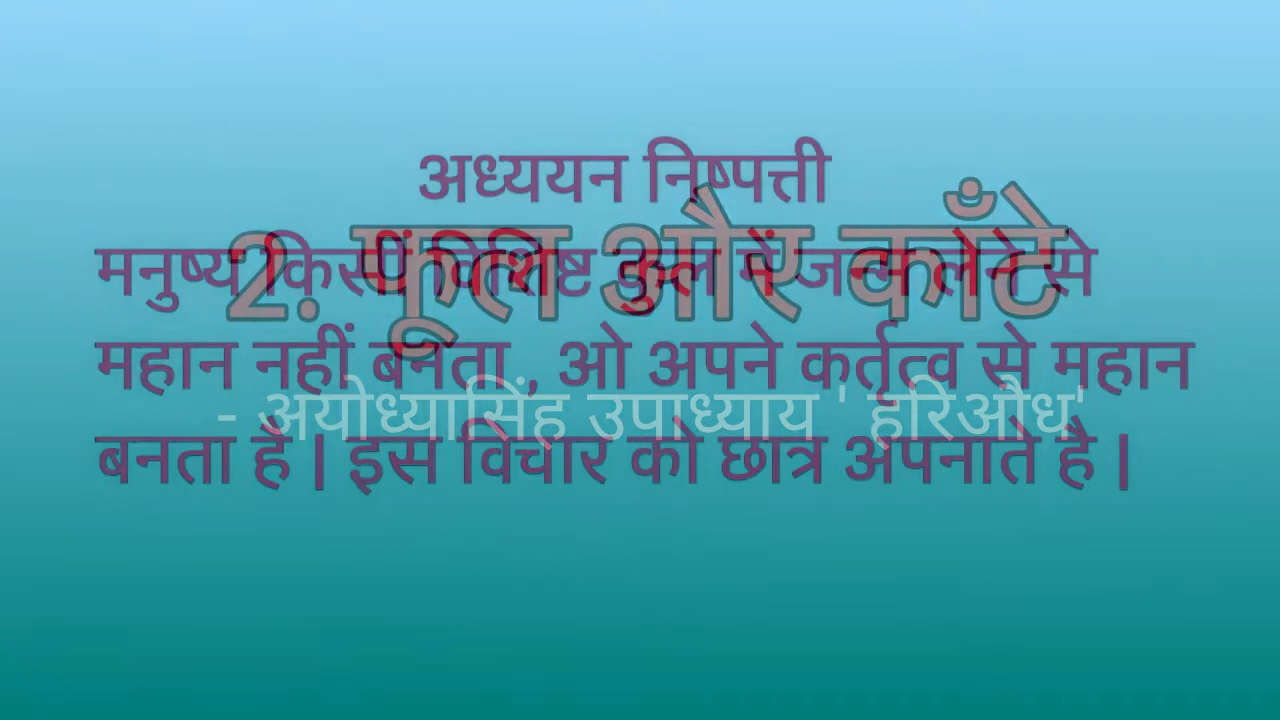 अध्ययन निष्पत्ती
2. फूल और काँटे
मनुष्य किसी विशिष्ट कुल में जन्म लेने से
महान नहीं बनता , ओ अपने कर्तृत्व से महान
- अयोध्यासिंह उपाध्याय ' हरिऔध'
बनता है | इस विचार को छात्र अपनाते है |